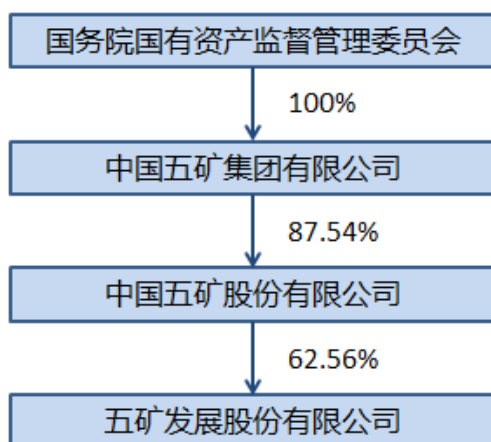 国务院国有资产监督管理委员会
100%
中国五矿集团有限公司
87.54%
中国五矿股份有限公司
62.56%
五矿发展股份有限公司